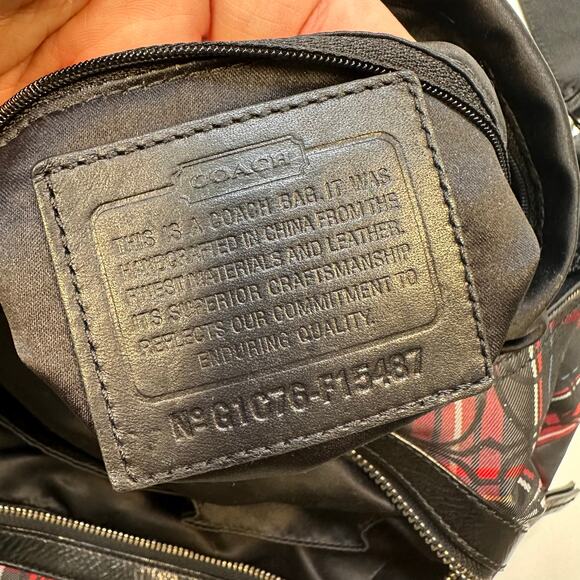 COACH
THIS IS A COACH BAG. IT WAS
HANDCRAFTED IN CHINA FROM THE
FINEST MATERIALS AND LEATHER.
ITS SUPERIOR CRAFTSMANSHIP
REFLECTS OUR COMMITMENT TO
ENDURING QUALITY.
Nº G1076-F15487